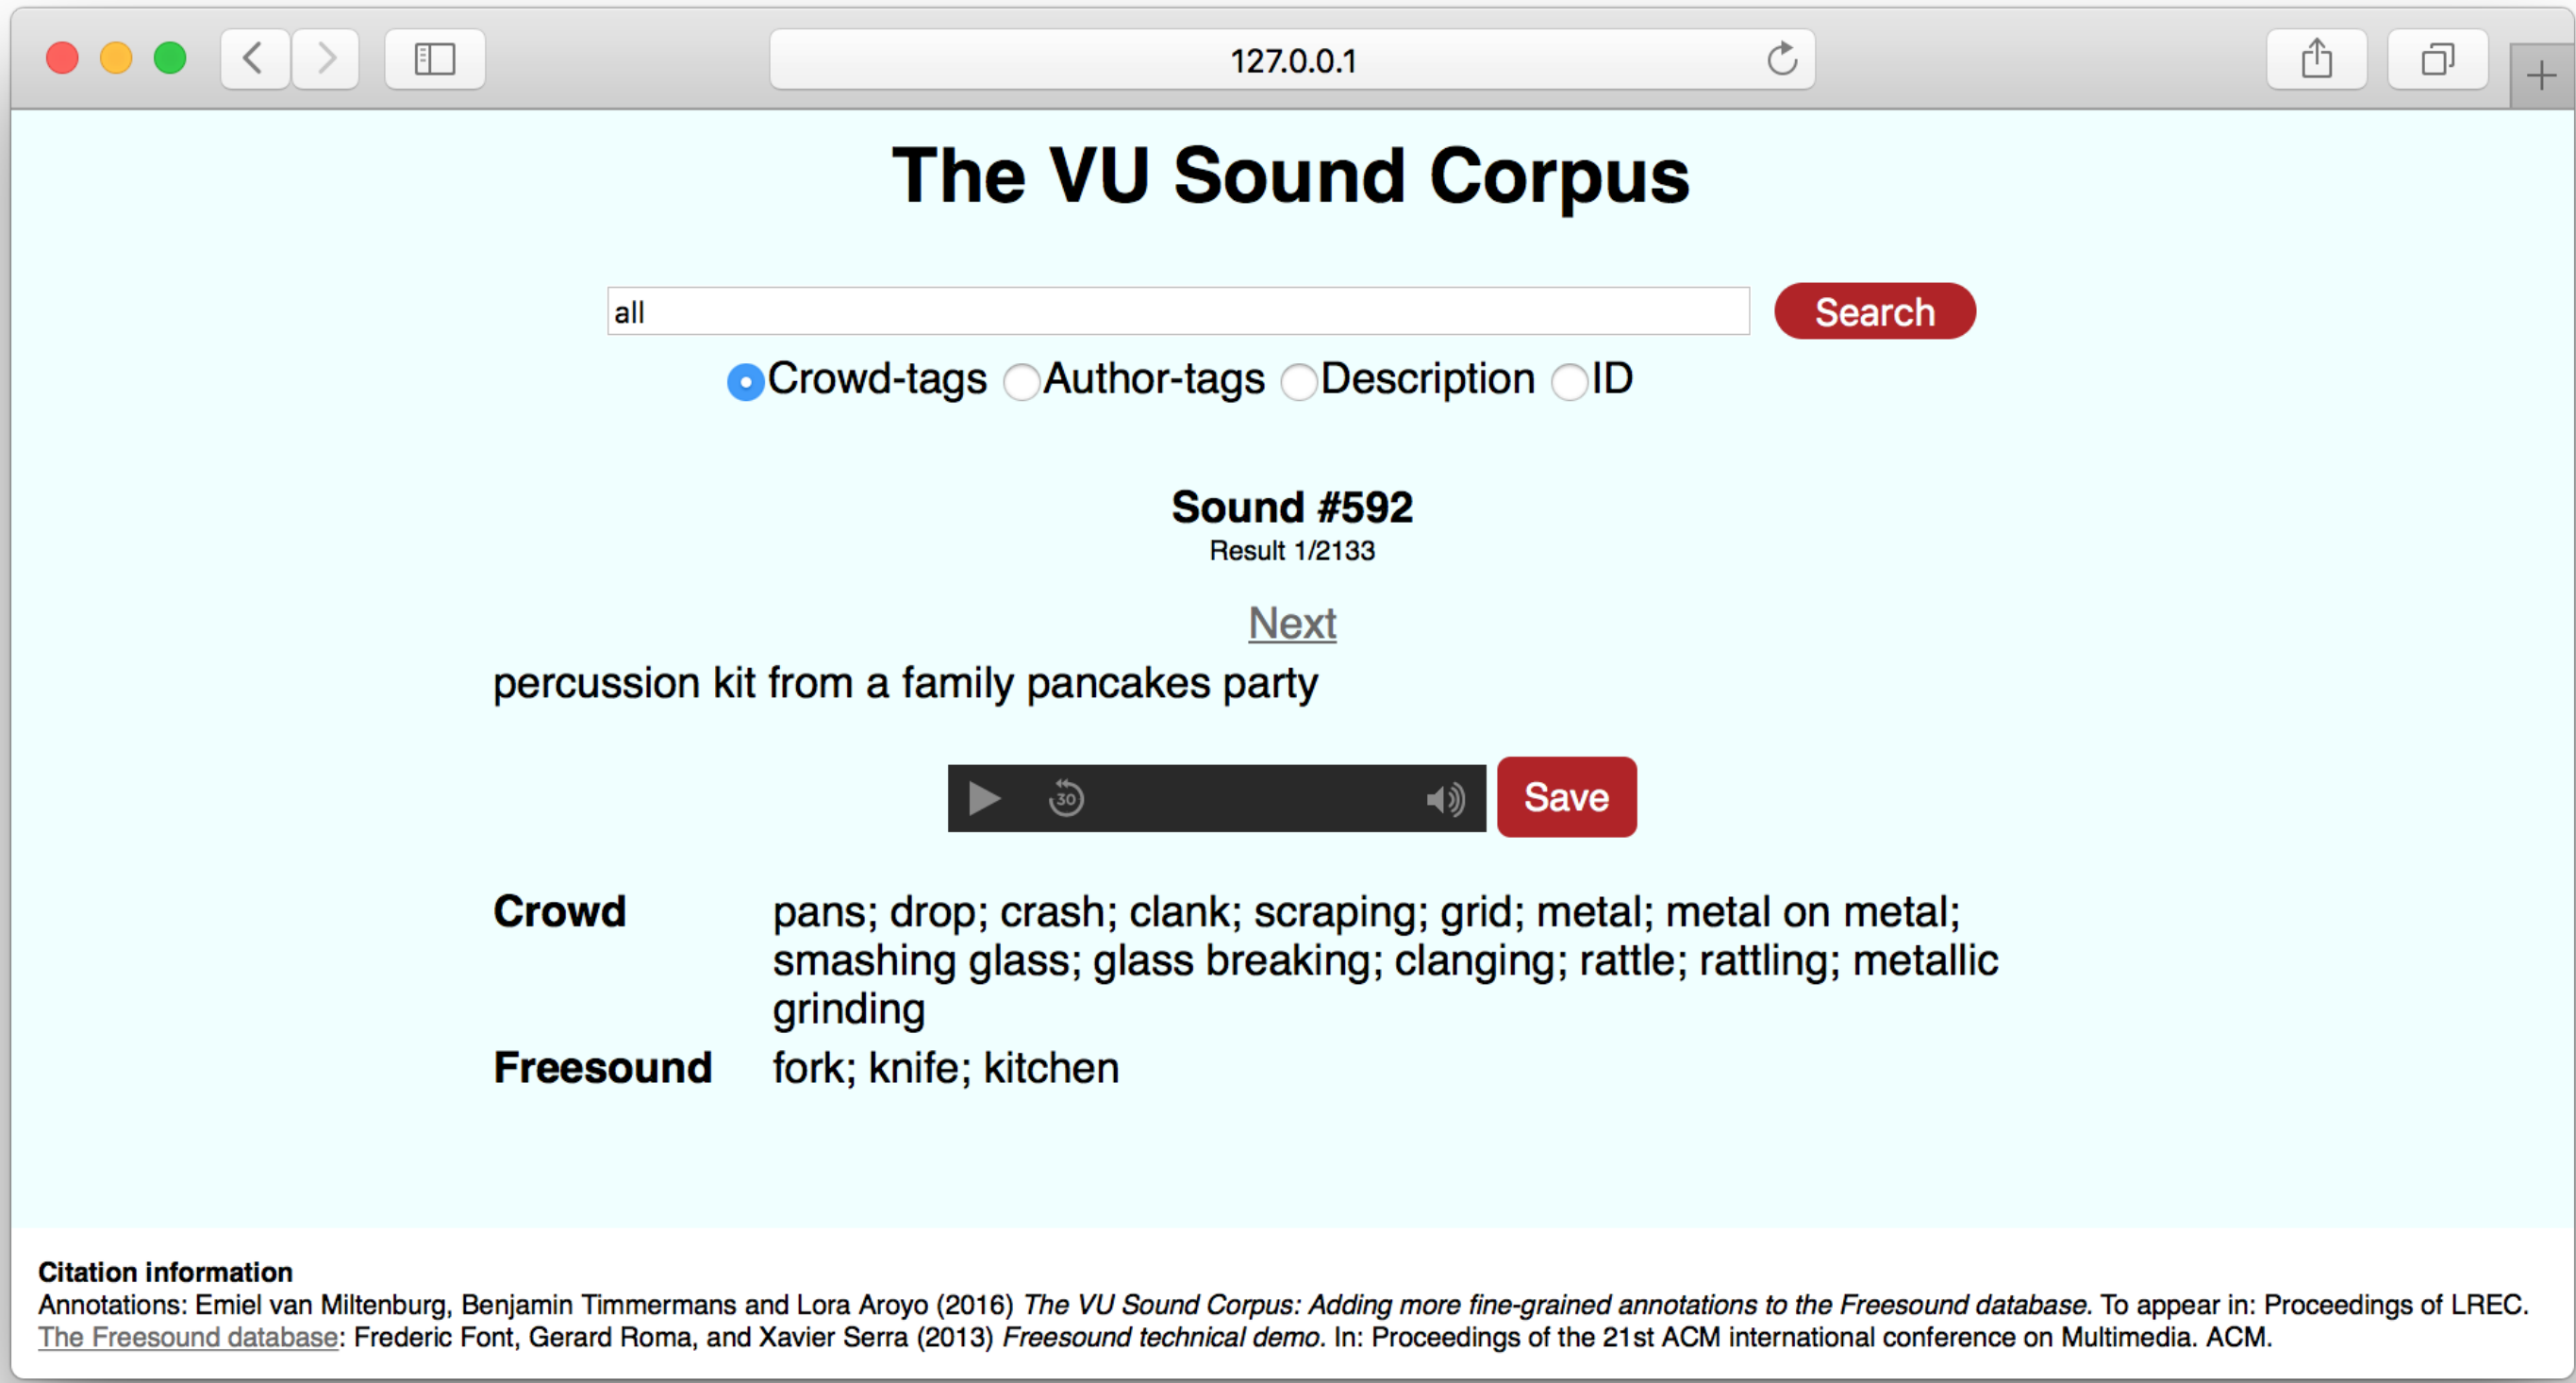 127.0.0.1
The VU Sound Corpus
all
Search
Crowd-tags Author-tags Description ID
Sound #592
Result 1/2133
Next
percussion kit from a family pancakes party
30
Save
Crowd pans; drop; crash; clank; scraping; grid; metal; metal on metal;
smashing glass; glass breaking; clanging; rattle; rattling; metallic
grinding
Freesound fork; knife; kitchen
Citation information
Annotations: Emiel van Miltenburg, Benjamin Timmermans and Lora Aroyo (2016) The VU Sound Corpus: Adding more fine-grained annotations to the Freesound database. To appear in: Proceedings of LREC.
The Freesound database: Frederic Font, Gerard Roma, and Xavier Serra (2013) Freesound technical demo. In: Proceedings of the 21st ACM international conference on Multimedia. ACM.